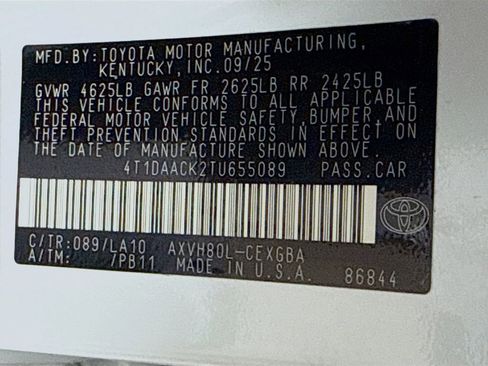 MFD.BY: TOYOTA MOTOR MANUFACTURING,
KENTUCKY, INC. 09/25
GVWR 4625LB GAWR FR 2625LB RR 2425LB
THIS VEHICLE CONFORMS TO ALL APPLICABLE
FEDERAL MOTOR VEHICLE SAFETY, BUMPER, AND
THEFT PREVENTION STANDARDS IN EFFECT ON
THE DATE OF MANUFACTURE SHOWN ABOVE.
4T1DAACK2TU655089 PASS.CAR
C/TR: 089/LA10 AXVH80L-CEXGBA
A/TM: /PB11 MADE IN U.S.A. 86844